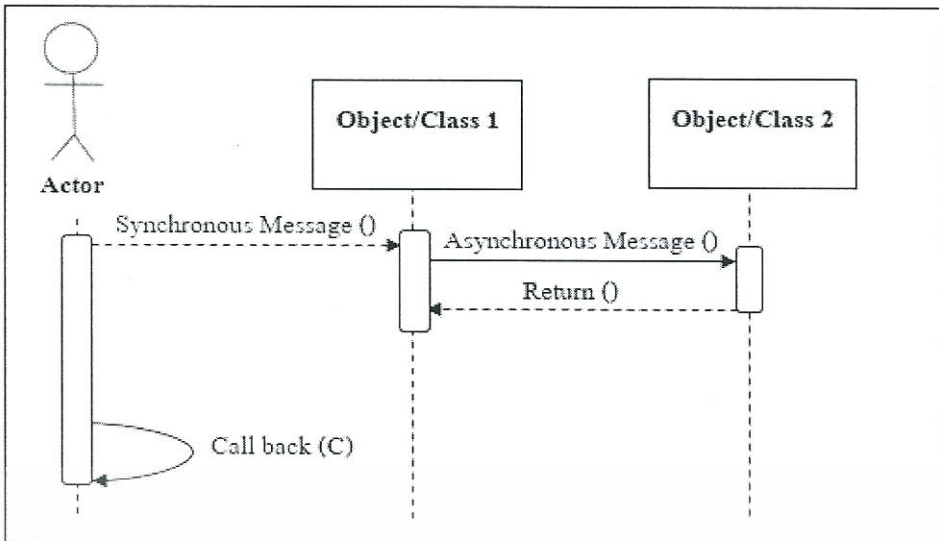 Object/Class 1
Object/Class 2
Actor
Synchronous Message ()
Asynchronous Message ()
Return ()
Call back (C)